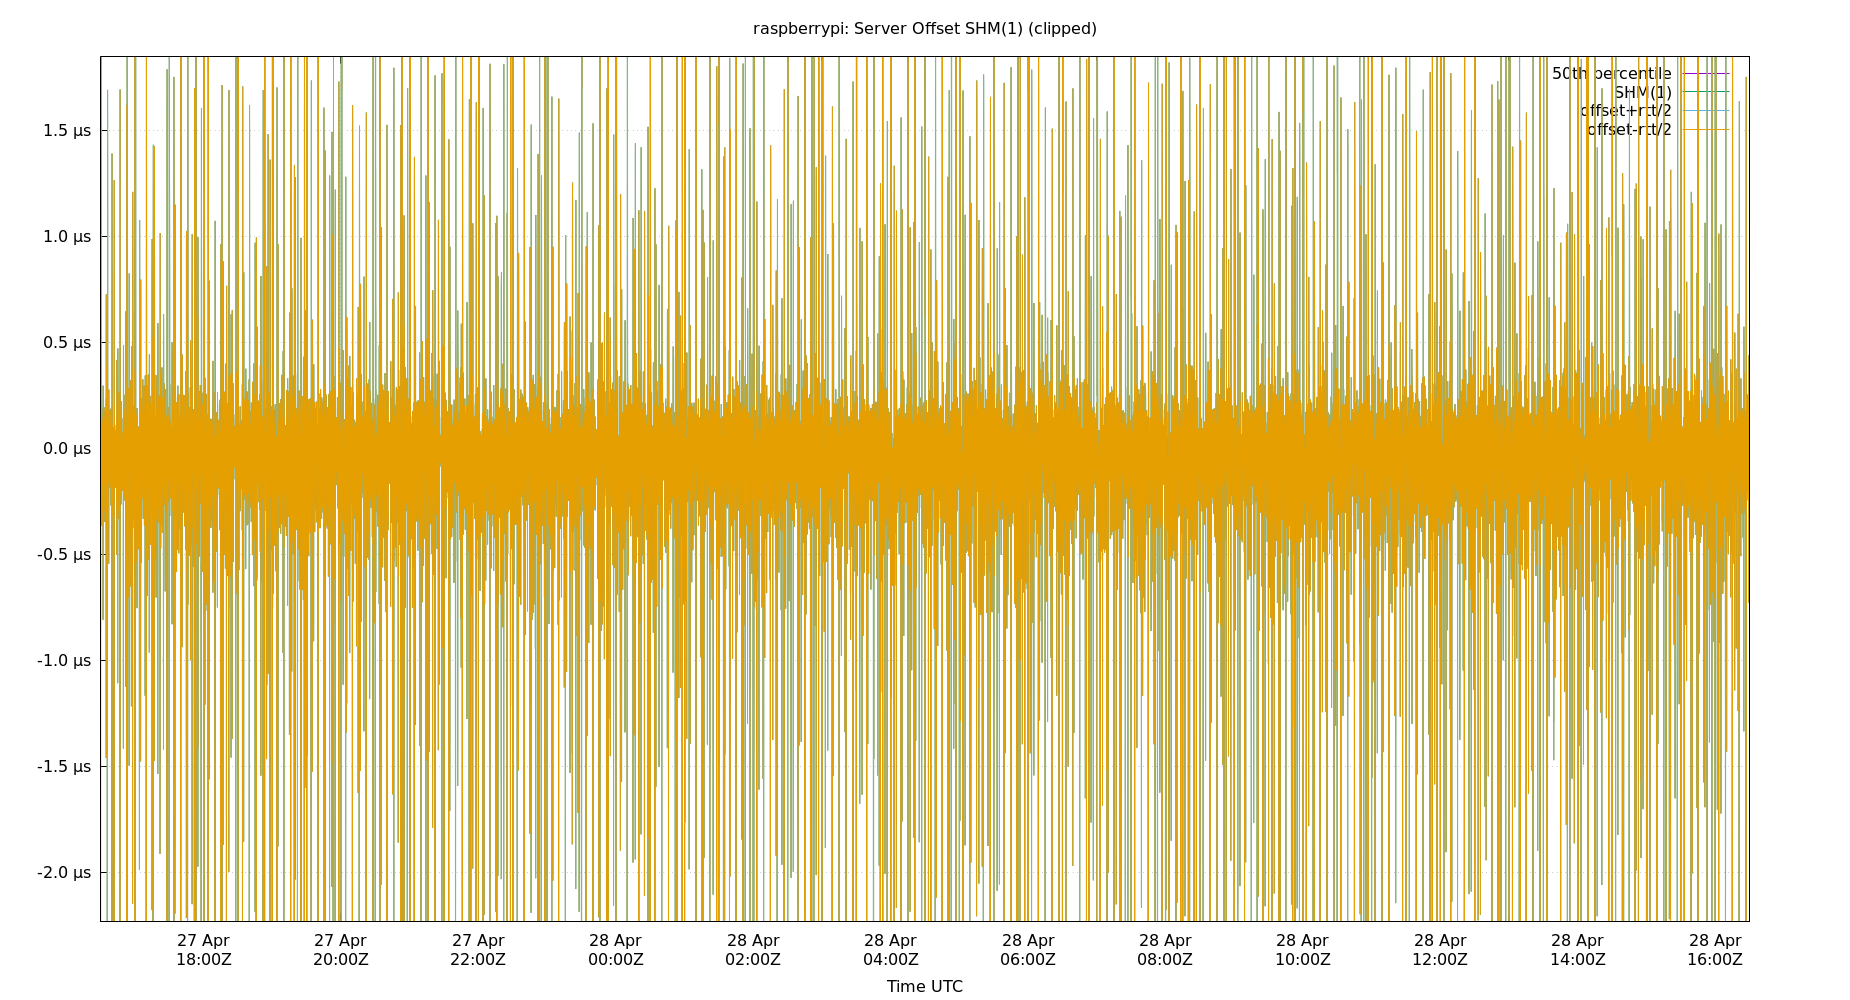 raspberrypi: Server Offset SHM(1) (clipped)
50th percentile
SHM(1)
offset+rtt/2
offset-rtt/2
1.5 µs
1.0 µs
0.5 µs
0.0 µs
-0.5 µs
-1.0 µs
-1.5 µs
-2.0 µs
27 Apr 27 Apr 27 Apr 28 Apr 28 Apr 28 Apr 28 Apr 28 Apr 28 Apr 28 Apr 28 Apr 28 Apr
18:00Z 20:00Z 22:00Z 00:00Z 02:00Z 04:00Z 06:00Z 08:00Z 10:00Z 12:00Z 14:00Z 16:00Z
Time UTC